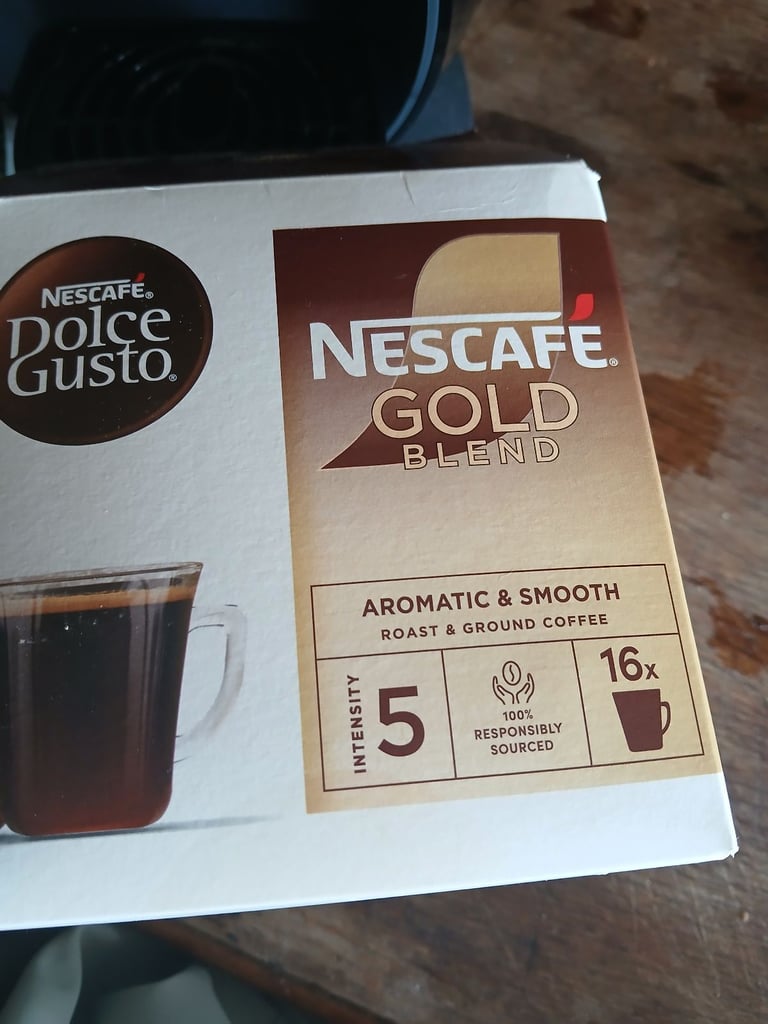 NESCAFÉ®
Dolce
Gusto®
NESCAFÉ®
GOLD
BLEND
AROMATIC & SMOOTH
ROAST & GROUND COFFEE
INTENSITY
5
100%
RESPONSIBLY
SOURCED
16x